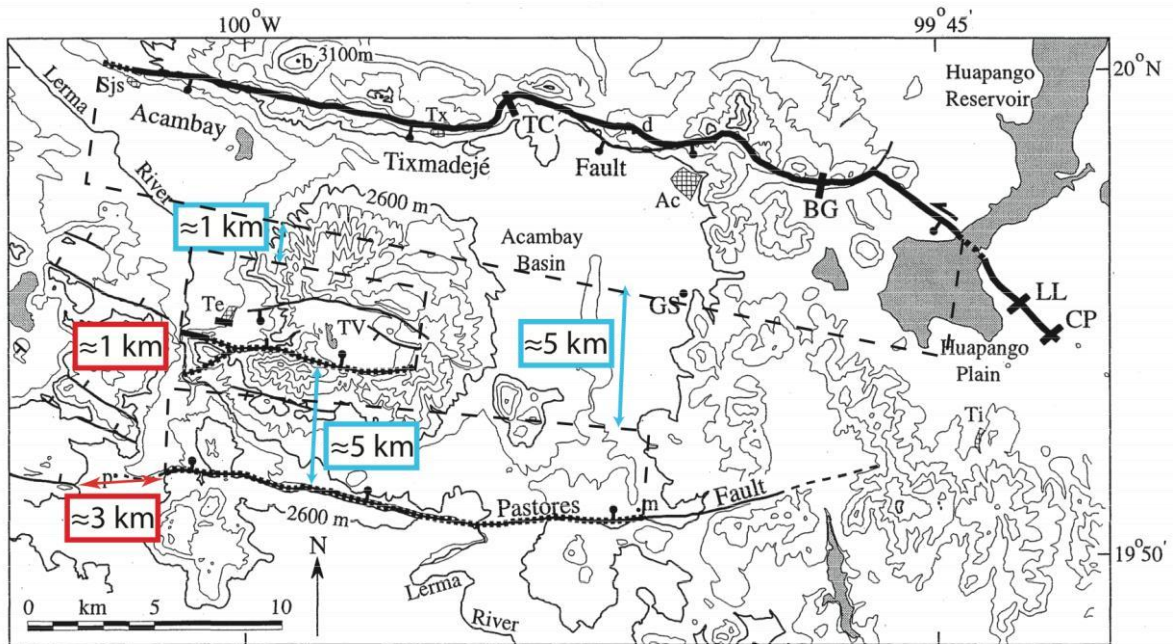 100°W
99°45'
3100m
b
Huapango
Reservoir
20°N
Sjs
Lerma
River
Acambay
Tx
TC
d
Tixmadejé
Fault
Ac
BG
2600 m
≈1 km
Acambay
Basin
Te
TV
GS
LL
CP
≈1 km
≈5 km
Huapango
Plain
Ti
≈5 km
p
≈3 km
2600 m
Pastores
m
Fault
N
Lerma
River
19°50'
0 km 5 10